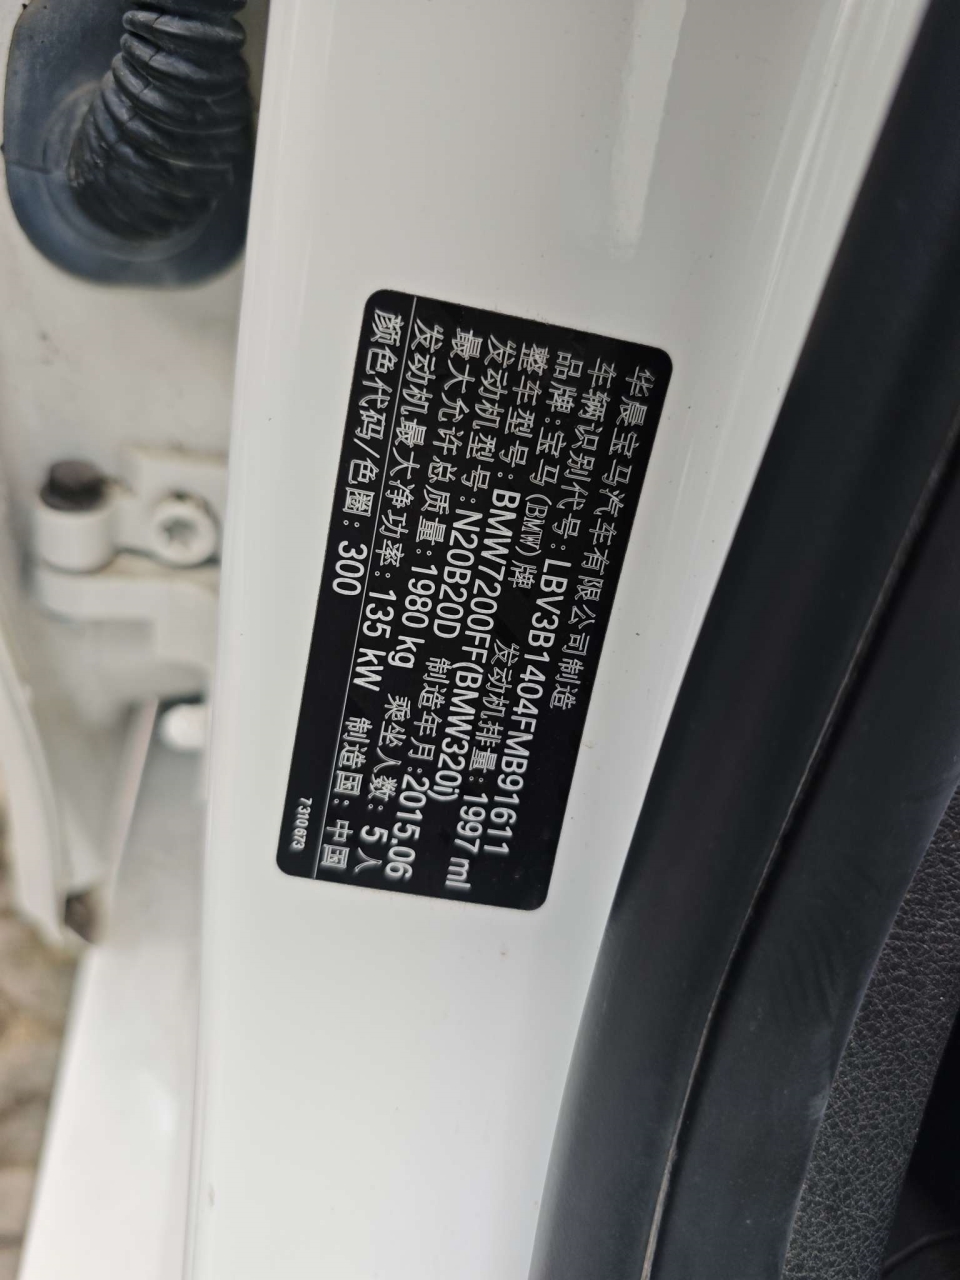 华晨宝马汽车有限公司制造
车辆识别代号:LBV3B1404FMB91611
品牌:宝马(BMW)牌 发动机排量:1997 ml
整车型号:BMW7200FF(BMW320i)
发动机型号:N20B20D 制造年月:2015.06
最大允许总质量:1980 kg 乘坐人数:5人
发动机最大净功率:135 kW 制造国:中国
颜色代码/色圈:300
7310673